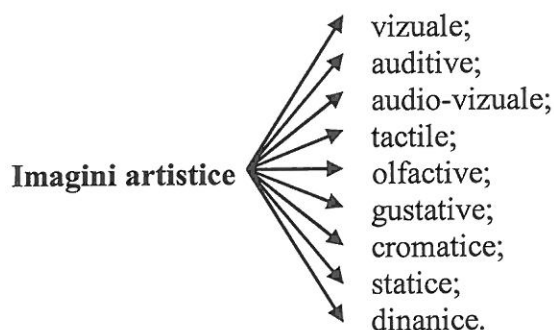 vizuale;
auditive;
audio-vizuale;
tactile;
Imagini artistice
olfactive;
gustative;
cromatice;
statice;
dinanice.